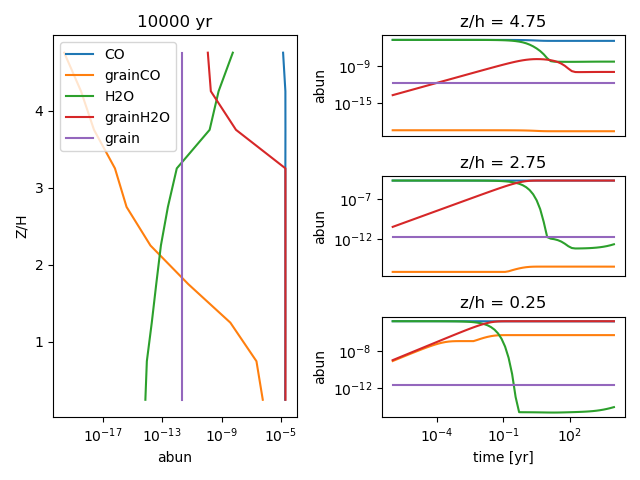 10000 yr
CO
grainCO
H2O
grainH2O
grain
Z/H
4
3
2
1
10⁻¹⁷ 10⁻¹³ 10⁻⁹ 10⁻⁵
abun
z/h = 4.75
abun
10⁻⁹
10⁻¹⁵
z/h = 2.75
abun
10⁻⁷
10⁻¹²
z/h = 0.25
abun
10⁻⁸
10⁻¹²
10⁻⁴ 10⁻¹ 10²
time [yr]